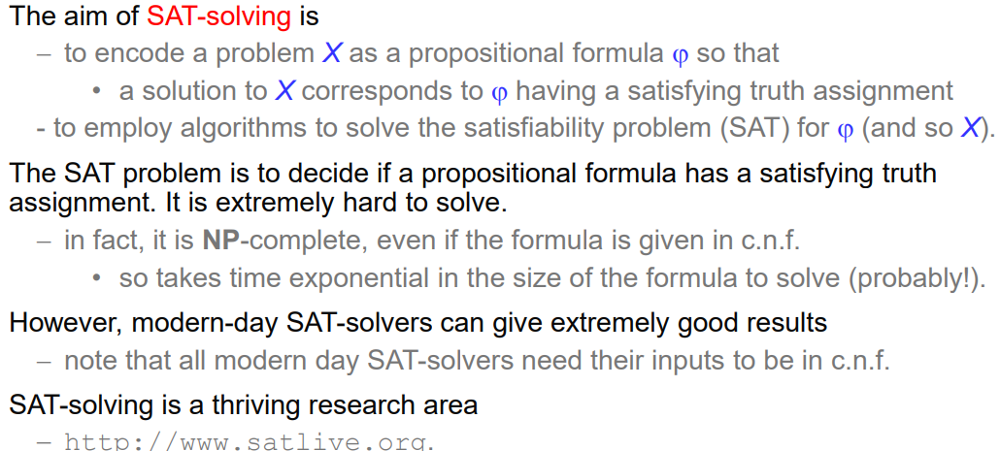 The aim of SAT-solving is
– to encode a problem X as a propositional formula φ so that
• a solution to X corresponds to φ having a satisfying truth assignment
- to employ algorithms to solve the satisfiability problem (SAT) for φ (and so X).
The SAT problem is to decide if a propositional formula has a satisfying truth
assignment. It is extremely hard to solve.
– in fact, it is NP-complete, even if the formula is given in c.n.f.
• so takes time exponential in the size of the formula to solve (probably!).
However, modern-day SAT-solvers can give extremely good results
– note that all modern day SAT-solvers need their inputs to be in c.n.f.
SAT-solving is a thriving research area
– http://www.satlive.org.